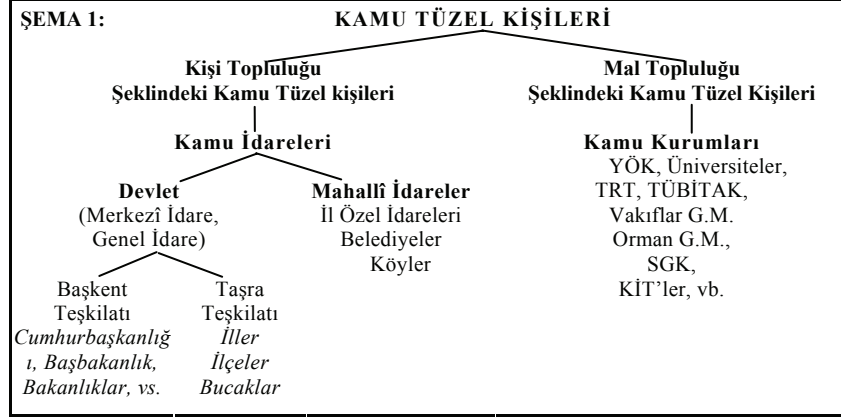 ŞEMA 1: KAMU TÜZEL KİŞİLERİ
Kişi Topluluğu
Şeklindeki Kamu Tüzel kişileri
Mal Topluluğu
Şeklindeki Kamu Tüzel Kişileri
Kamu İdareleri
Kamu Kurumları
YÖK, Üniversiteler,
TRT, TÜBİTAK,
Vakıflar G.M.
Orman G.M.,
SGK,
KİT’ler, vb.
Devlet
(Merkezî İdare,
Genel İdare)
Mahallî İdareler
İl Özel İdareleri
Belediyeler
Köyler
Başkent
Teşkilatı
Cumhurbaşkanlığ
ı, Başbakanlık,
Bakanlıklar, vs.
Taşra
Teşkilatı
İller
İlçeler
Bucaklar